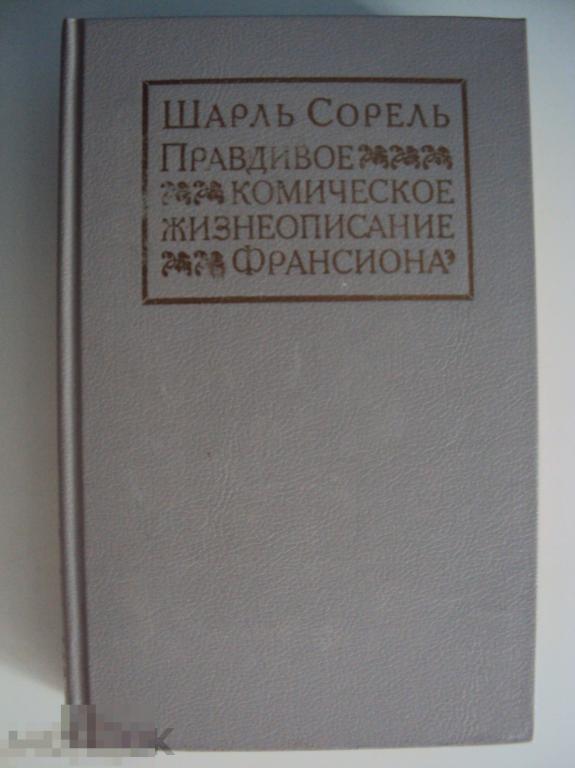 Шарль Сорель
Правдивое
комическое
жизнеописание
Франсиона